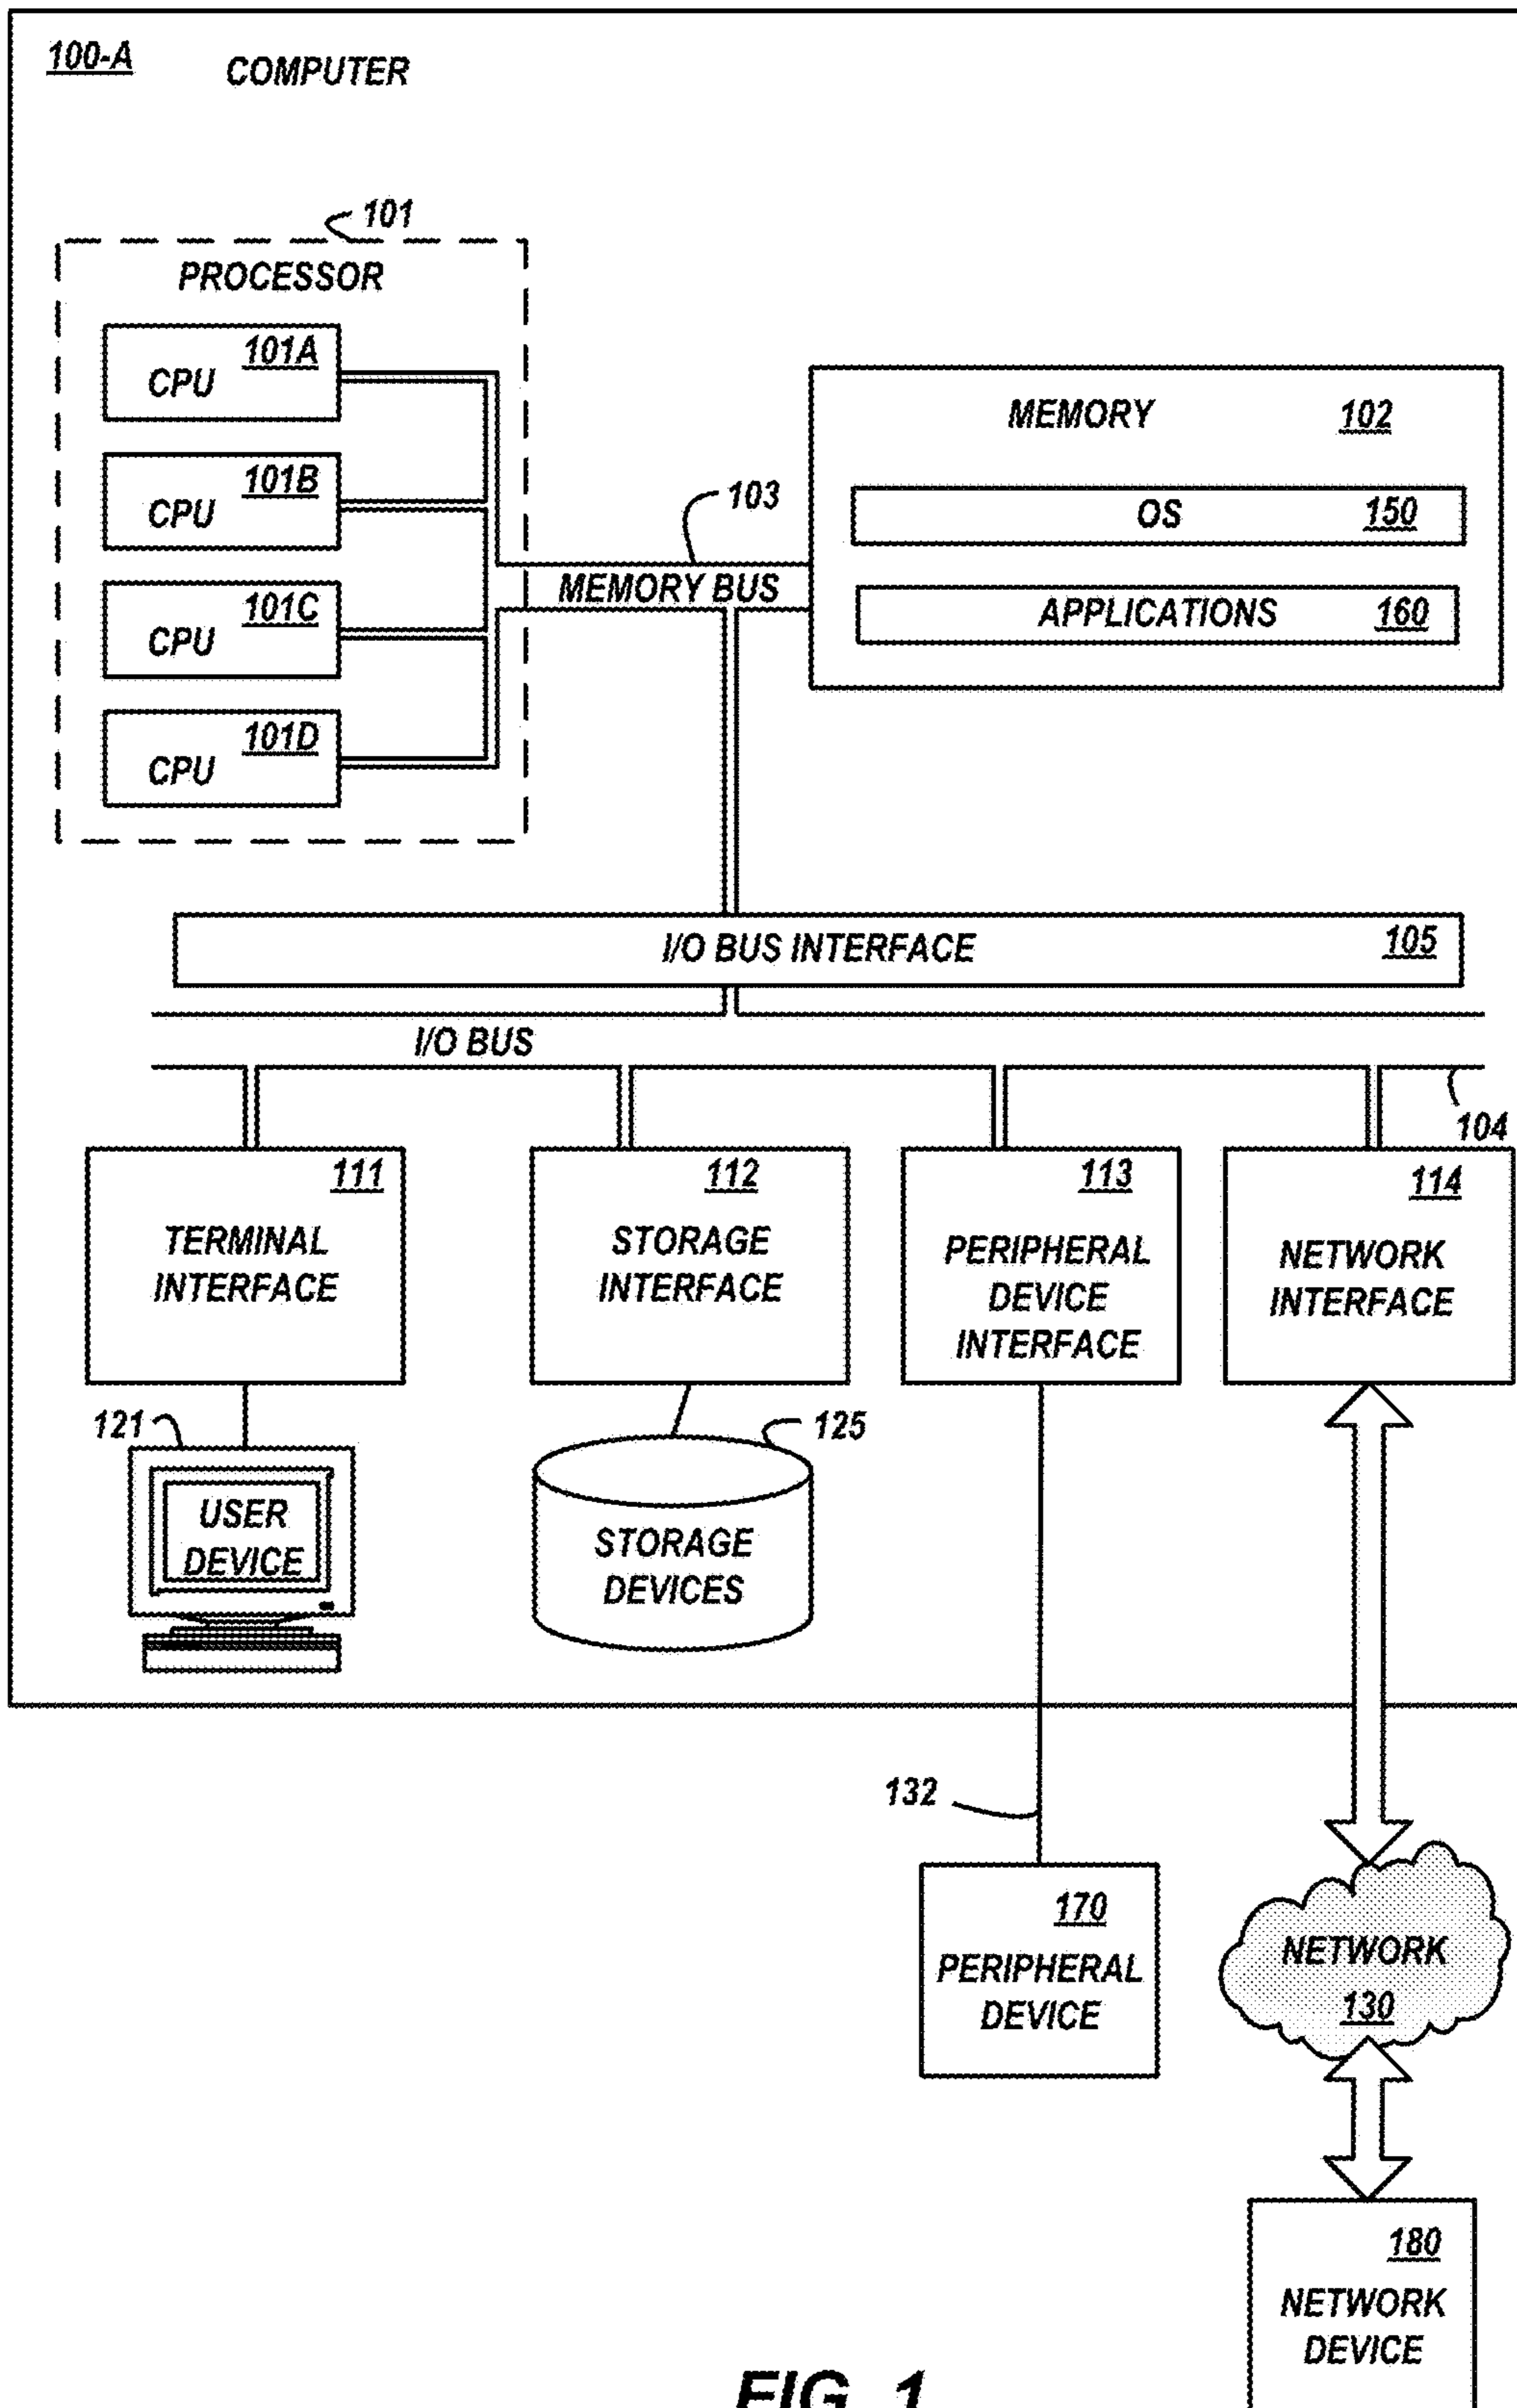 100-A
COMPUTER
101
PROCESSOR
101A
CPU
101B
CPU
101C
CPU
101D
CPU
103
MEMORY BUS
MEMORY 102
OS 150
APPLICATIONS 160
I/O BUS INTERFACE 105
I/O BUS
104
111
TERMINAL
INTERFACE
112
STORAGE
INTERFACE
113
PERIPHERAL
DEVICE
INTERFACE
114
NETWORK
INTERFACE
121
USER
DEVICE
125
STORAGE
DEVICES
132
170
PERIPHERAL
DEVICE
NETWORK
130
180
NETWORK
DEVICE
FIG. 1